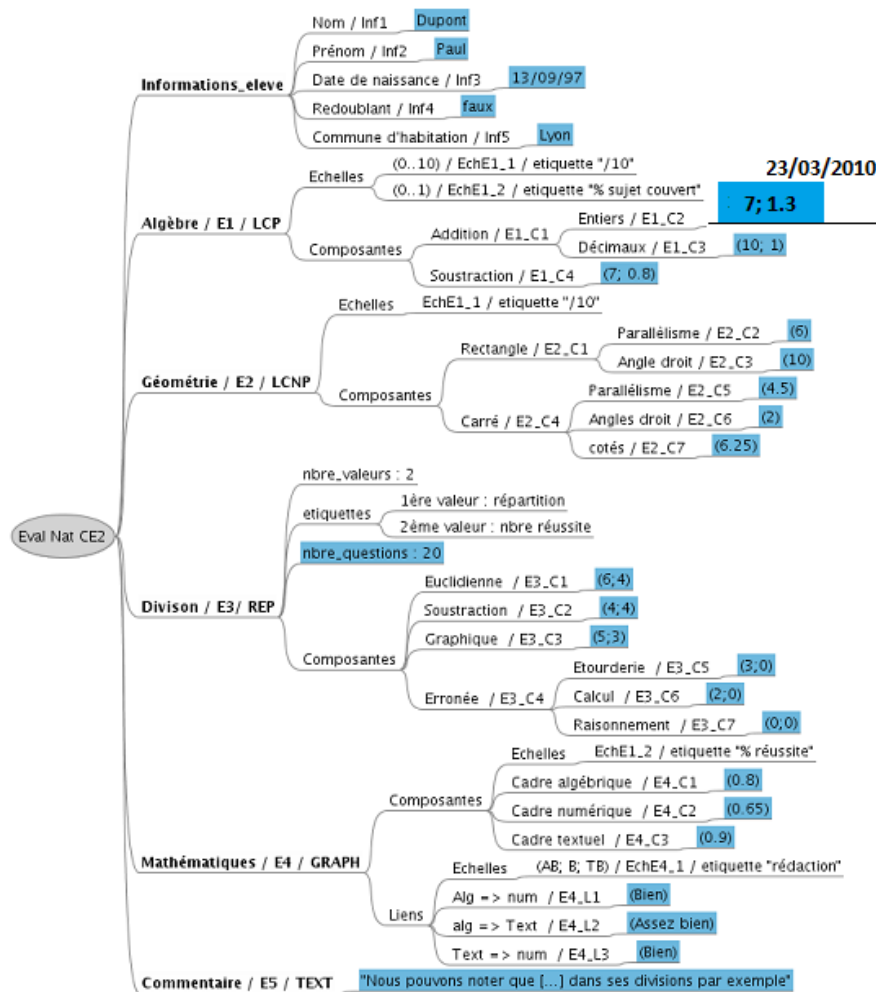 Nom / Inf1 Dupont
Prénom / Inf2 Paul
Informations_eleve
Date de naissance / Inf3 13/09/97
Redoublant / Inf4 faux
Commune d'habitation / Inf5 Lyon
23/03/2010
Algèbre / E1 / LCP
Echelles
(0..10) / EchE1_1 / etiquette "/10"
(0..1) / EchE1_2 / etiquette "% sujet couvert"
Composantes
Addition / E1_C1
Entiers / E1_C2 7; 1.3
Décimaux / E1_C3 (10; 1)
Soustraction / E1_C4 (7; 0.8)
Géométrie / E2 / LCNP
Echelles EchE1_1 / etiquette "/10"
Composantes
Rectangle / E2_C1
Parallélisme / E2_C2 (6)
Angle droit / E2_C3 (10)
Carré / E2_C4
Parallélisme / E2_C5 (4.5)
Angles droit / E2_C6 (2)
cotés / E2_C7 (6.25)
Eval Nat CE2
Divison / E3/ REP
nbre_valeurs : 2
etiquettes
1ère valeur : répartition
2ème valeur : nbre réussite
nbre_questions : 20
Composantes
Euclidienne / E3_C1 (6;4)
Soustraction / E3_C2 (4;4)
Graphique / E3_C3 (5;3)
Erronée / E3_C4
Etourderie / E3_C5 (3;0)
Calcul / E3_C6 (2;0)
Raisonnement / E3_C7 (0;0)
Mathématiques / E4 / GRAPH
Composantes
Echelles EchE1_2 / etiquette "% réussite"
Cadre algébrique / E4_C1 (0.8)
Cadre numérique / E4_C2 (0.65)
Cadre textuel / E4_C3 (0.9)
Liens
Echelles (AB; B; TB) / EchE4_1 / etiquette "rédaction"
Alg => num / E4_L1 (Bien)
alg => Text / E4_L2 (Assez bien)
Text => num / E4_L3 (Bien)
Commentaire / E5 / TEXT "Nous pouvons noter que [...] dans ses divisions par exemple"